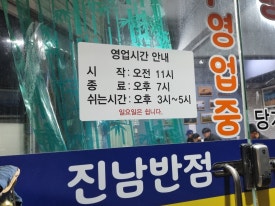 영업시간 안내
시 작 : 오전 11시
종 료 : 오후 7시
쉬는시간 : 오후 3시~5시
일요일은 쉽니다.
영업중
진남반점